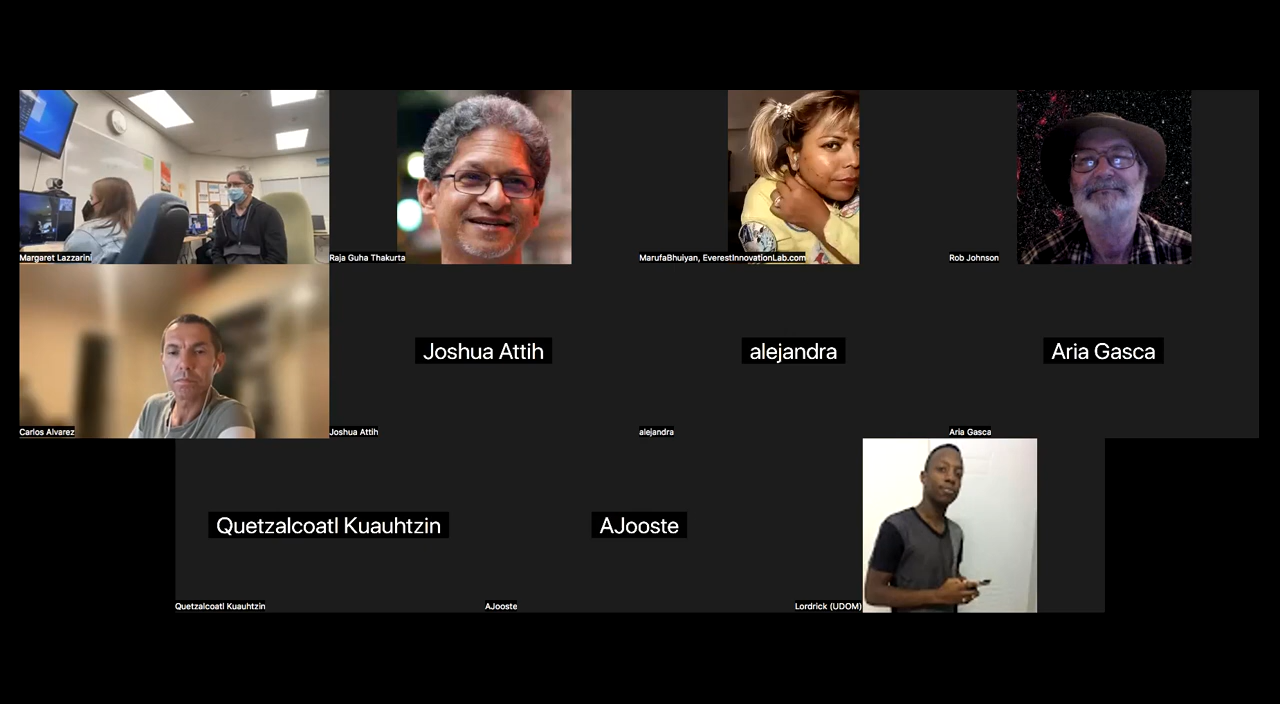 Margaret Lazzarini
Raja Guha Thakurta
MarufaBhuiyan, EverestInnovationLab.com
Rob Johnson
Joshua Attih
alejandra
Aria Gasca
Carlos Alvarez
Joshua Attih
alejandra
Aria Gasca
Quetzalcoatl Kuauhtzin
AJooste
Quetzalcoatl Kuauhtzin
AJooste
Lordrick (UDOM)